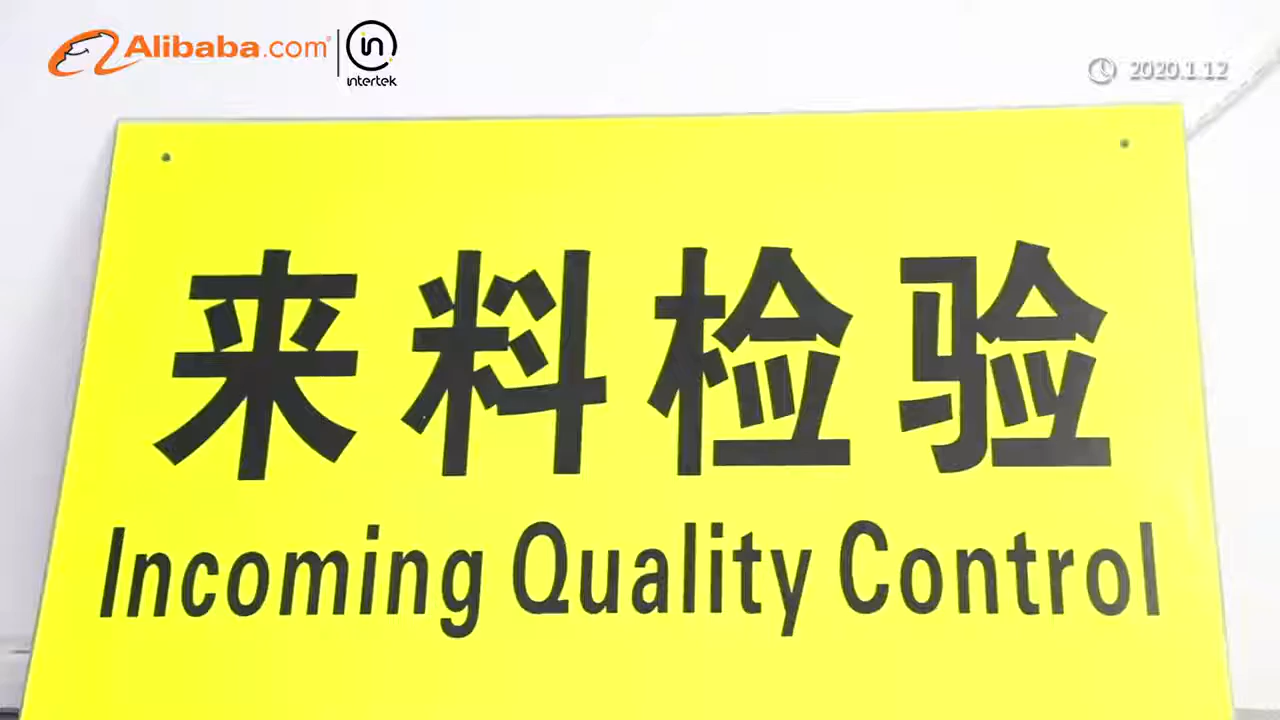 Alibaba.com
intertek
2020.1.12
来料检验
Incoming Quality Control